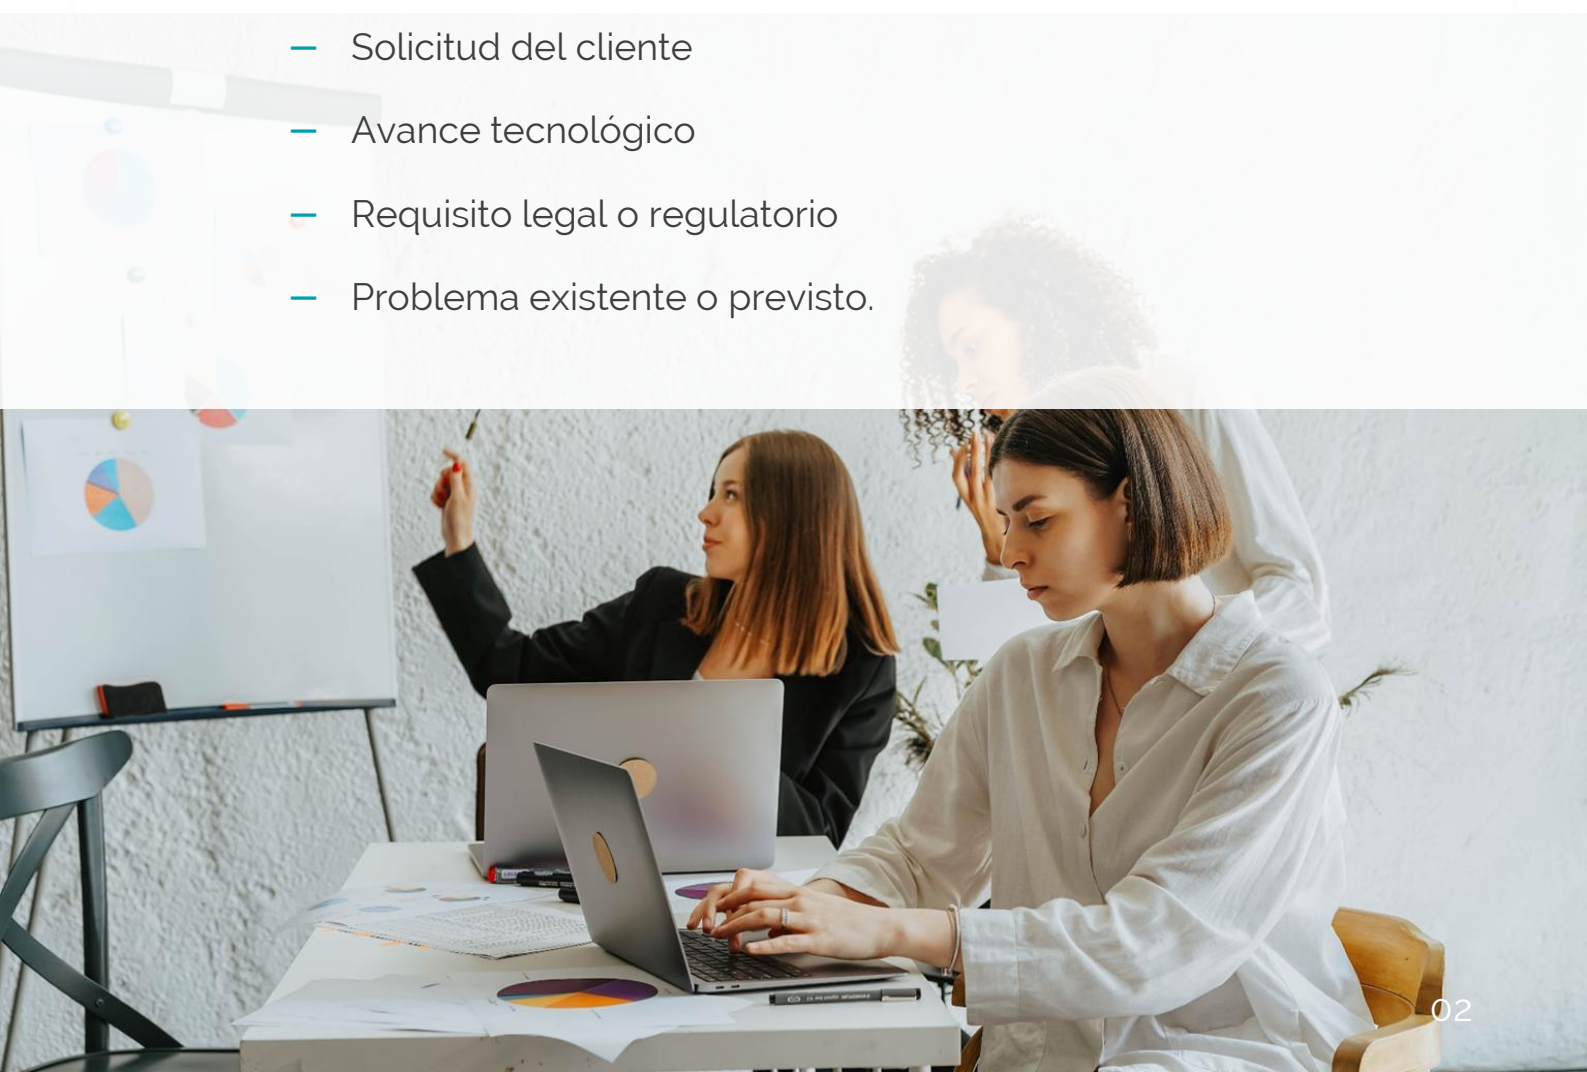 — Solicitud del cliente
— Avance tecnológico
— Requisito legal o regulatorio
— Problema existente o previsto.
02